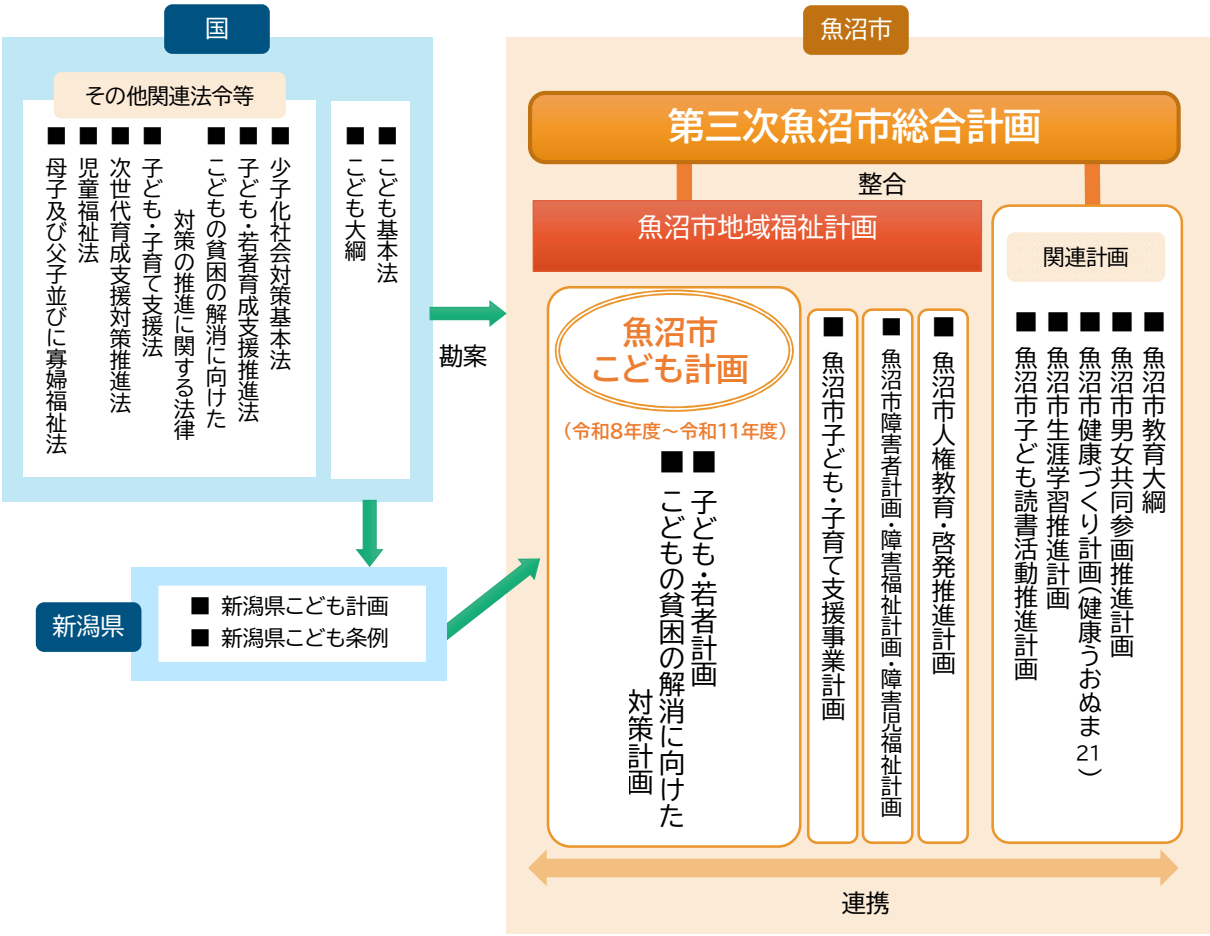 国
その他関連法令等
■ こども基本法
■ こども大綱
■ 少子化社会対策基本法
■ 子ども・若者育成支援推進法
■ こどもの貧困の解消に向けた
対策の推進に関する法律
■ 子ども・子育て支援法
■ 次世代育成支援対策推進法
■ 児童福祉法
■ 母子及び父子並びに寡婦福祉法
勘案
新潟県
■ 新潟県こども計画
■ 新潟県こども条例
魚沼市
第三次魚沼市総合計画
整合
魚沼市地域福祉計画
魚沼市
こども計画
（令和8年度～令和11年度）
■ 子ども・若者計画
■ こどもの貧困の解消に向けた
対策計画
■ 魚沼市子ども・子育て支援事業計画
■ 魚沼市障害者計画・障害福祉計画・障害児福祉計画
■ 魚沼市人権教育・啓発推進計画
関連計画
■ 魚沼市教育大綱
■ 魚沼市男女共同参画推進計画
■ 魚沼市健康づくり計画（健康うおぬま21）
■ 魚沼市生涯学習推進計画
■ 魚沼市子ども読書活動推進計画
連携